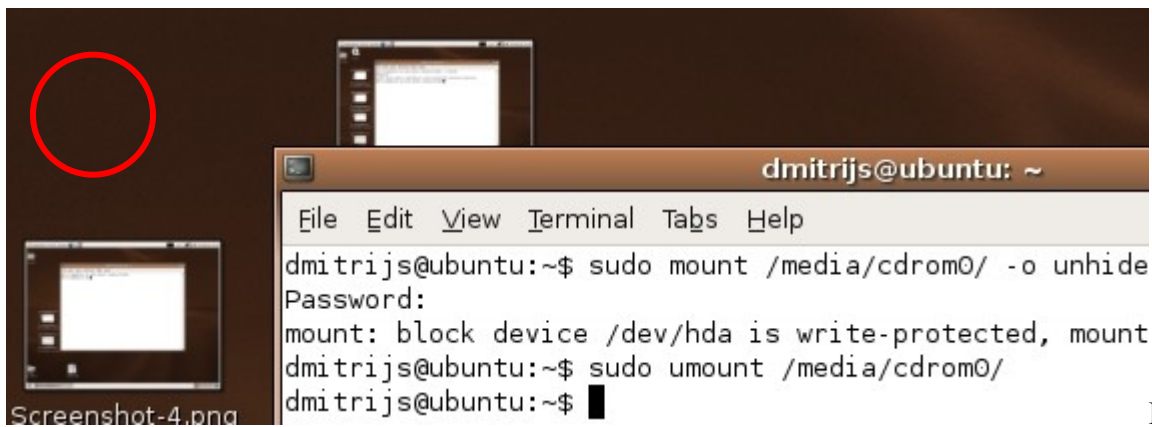 dmitrijs@ubuntu: ~
File Edit View Terminal Tabs Help
dmitrijs@ubuntu:~$ sudo mount /media/cdrom0/ -o unhide
Password:
mount: block device /dev/hda is write-protected, mount
dmitrijs@ubuntu:~$ sudo umount /media/cdrom0/
dmitrijs@ubuntu:~$
Screenshot-4.png